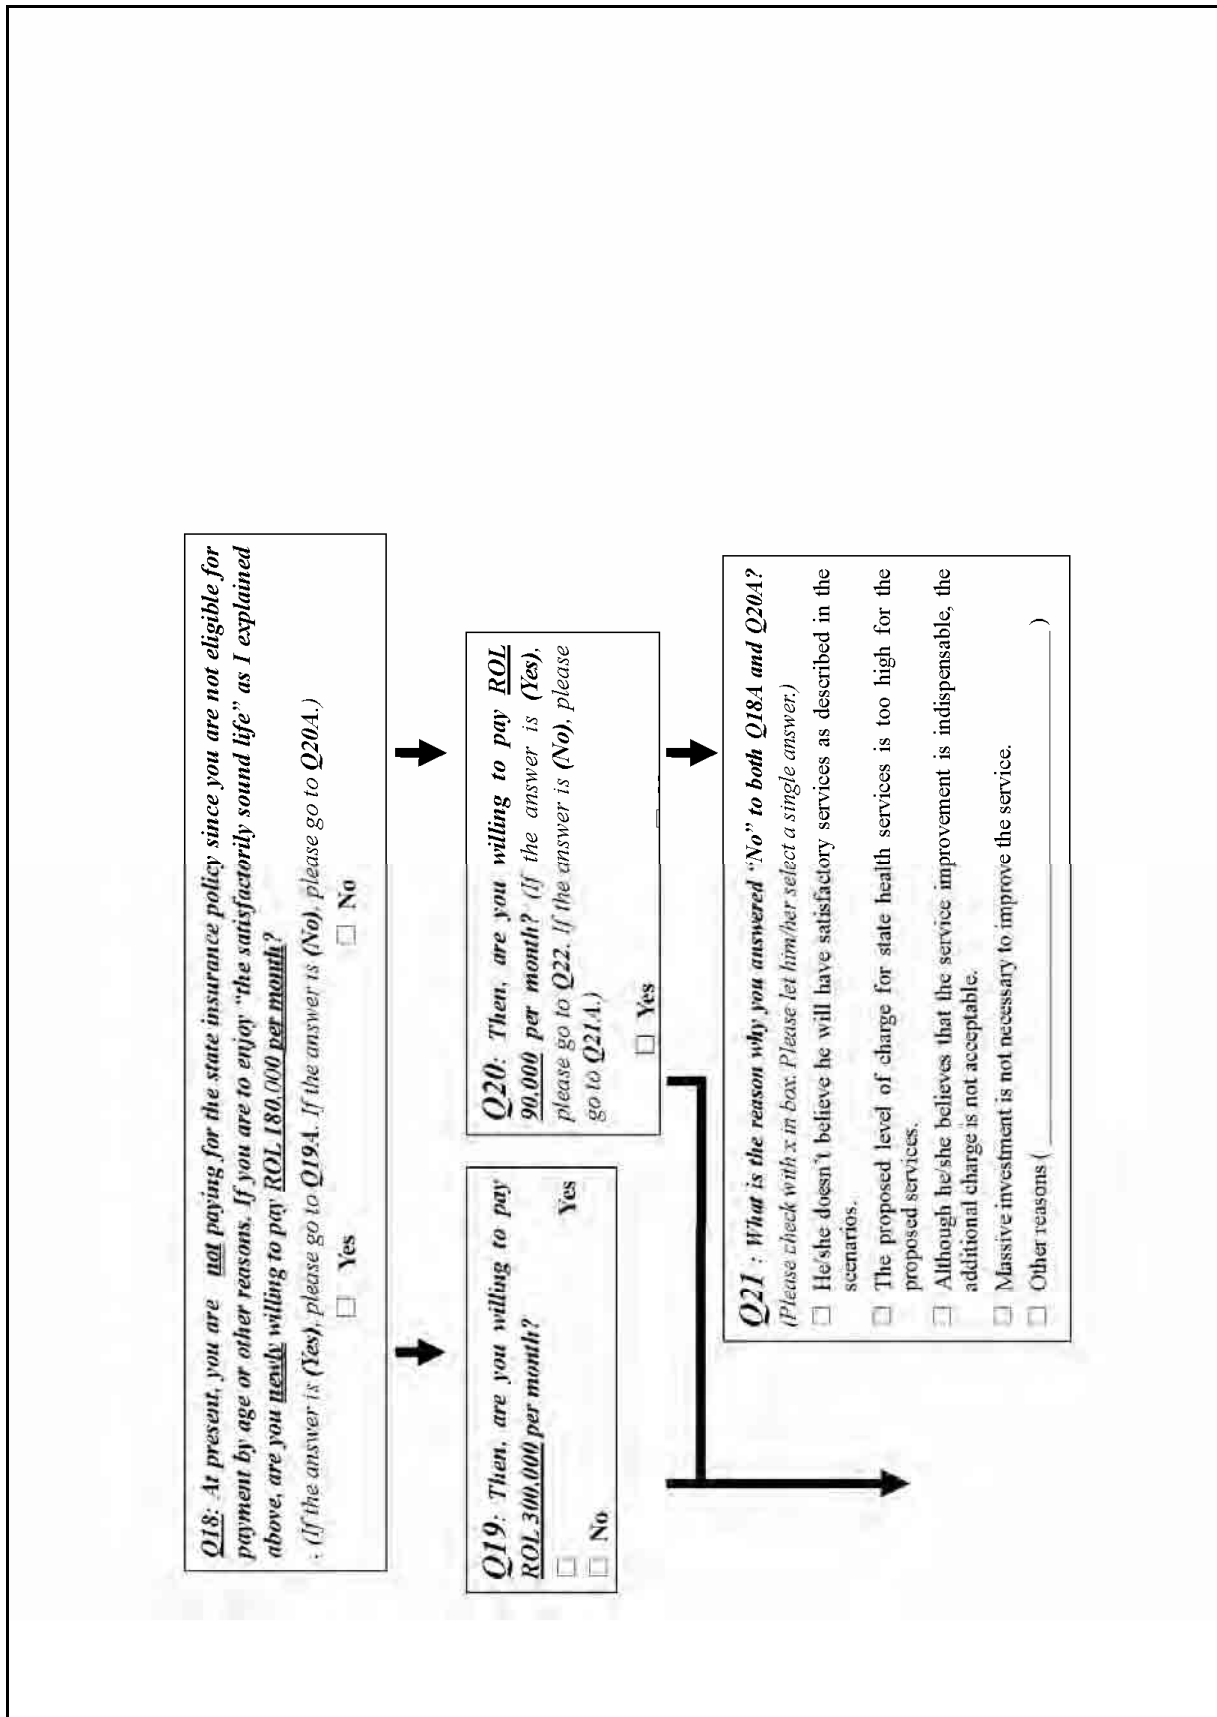 Q18: At present, you are not paying for the state insurance policy since you are not eligible for
payment by age or other reasons. If you are to enjoy "the satisfactorily sound life" as I explained
above, are you newly willing to pay ROL 180,000 per month?
(If the answer is (Yes), please go to Q19A. If the answer is (No), please go to Q20A.)
□ Yes □ No
Q19: Then, are you willing to pay
ROL 300,000 per month?
□ Yes
□ No
Q20: Then, are you willing to pay ROL
90,000 per month? (If the answer is (Yes),
please go to Q22. If the answer is (No), please
go to Q21A.)
□ Yes
Q21 : What is the reason why you answered "No" to both Q18A and Q20A?
(Please check with x in box. Please let him/her select a single answer.)
□ He/she doesn't believe he will have satisfactory services as described in the
scenarios.
□ The proposed level of charge for state health services is too high for the
proposed services.
□ Although he/she believes that the service improvement is indispensable, the
additional charge is not acceptable.
□ Massive investment is not necessary to improve the service.
□ Other reasons ( )